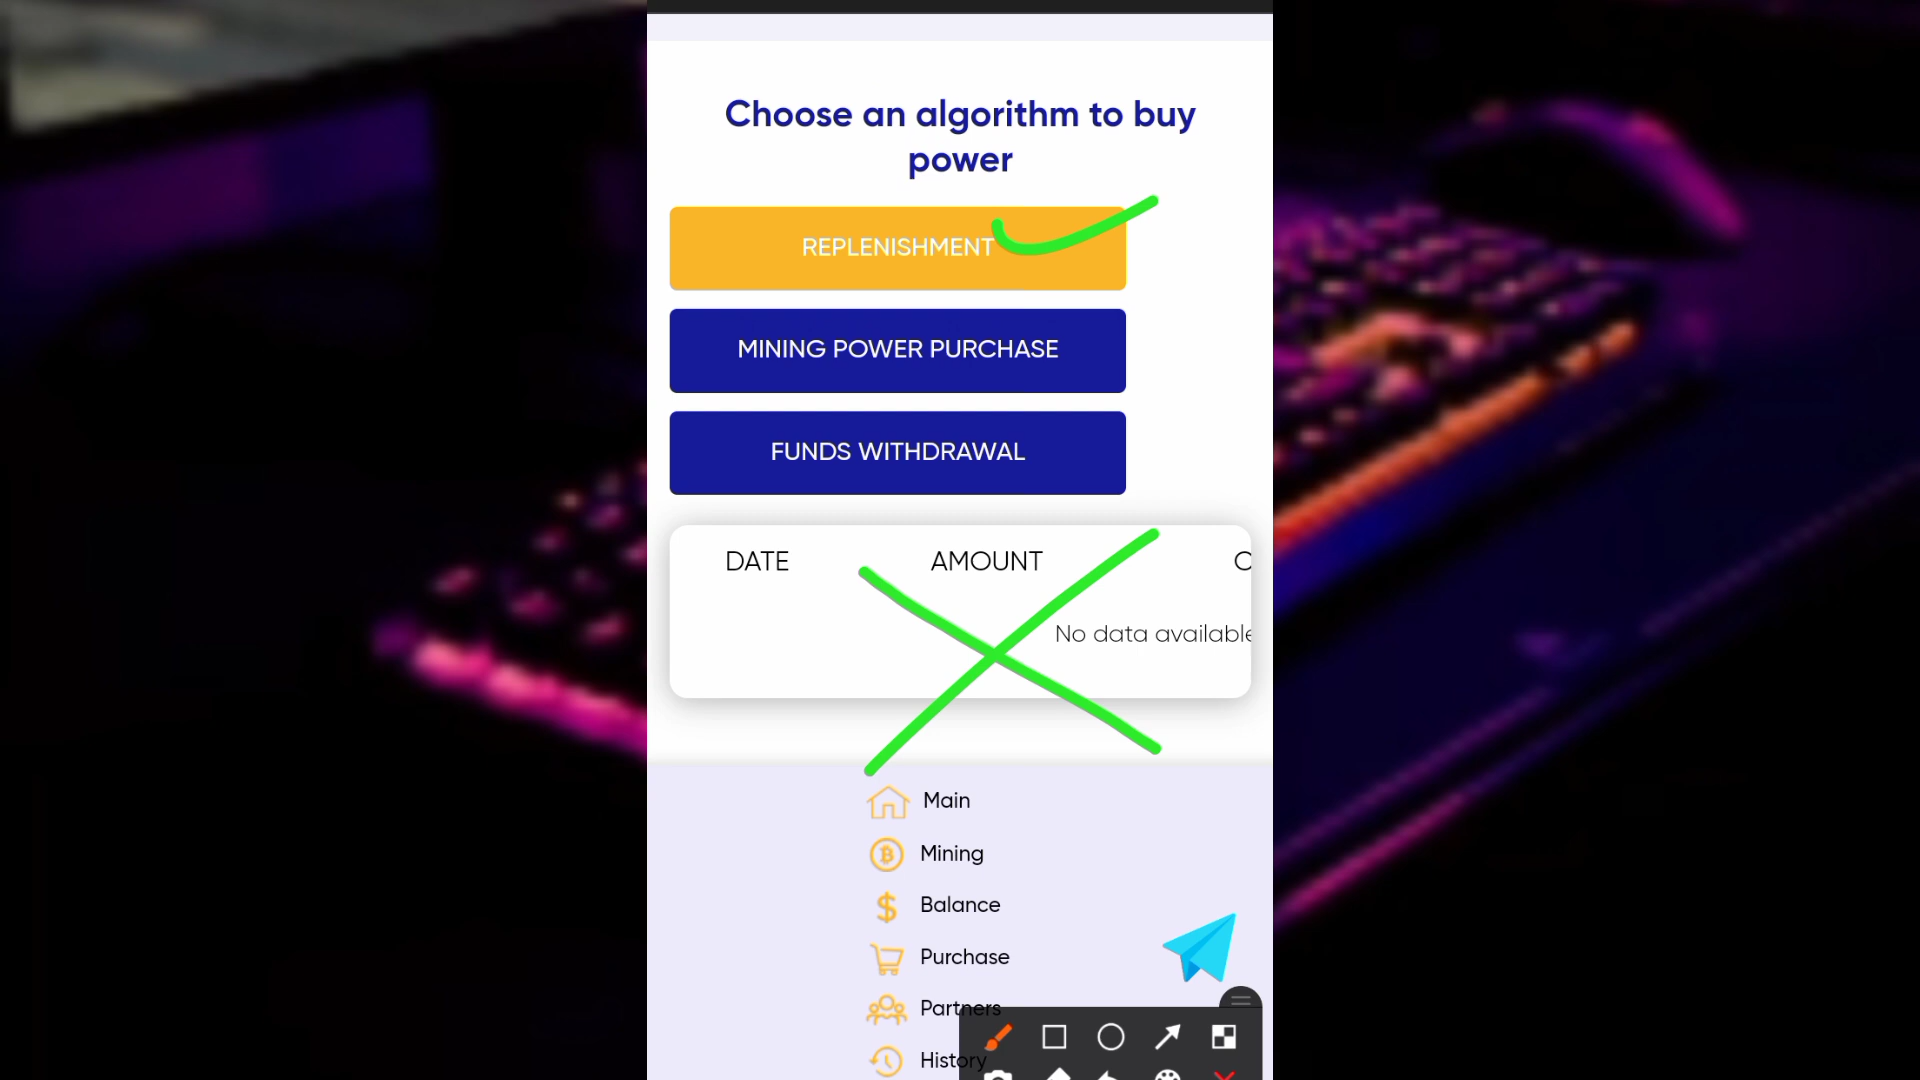 Choose an algorithm to buy
power
REPLENISHMENT
MINING POWER PURCHASE
FUNDS WITHDRAWAL
DATE AMOUNT C
No data available
Main
Mining
Balance
Purchase
Partners
History